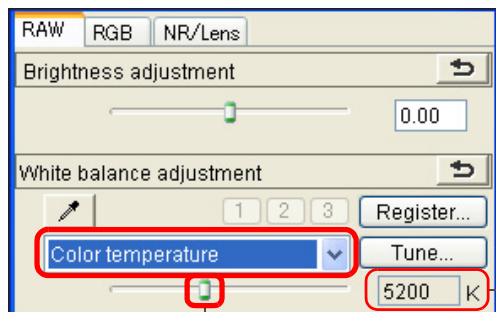 RAW RGB NR/Lens
Brightness adjustment
0.00
White balance adjustment
1 2 3 Register...
Color temperature Tune...
5200 K